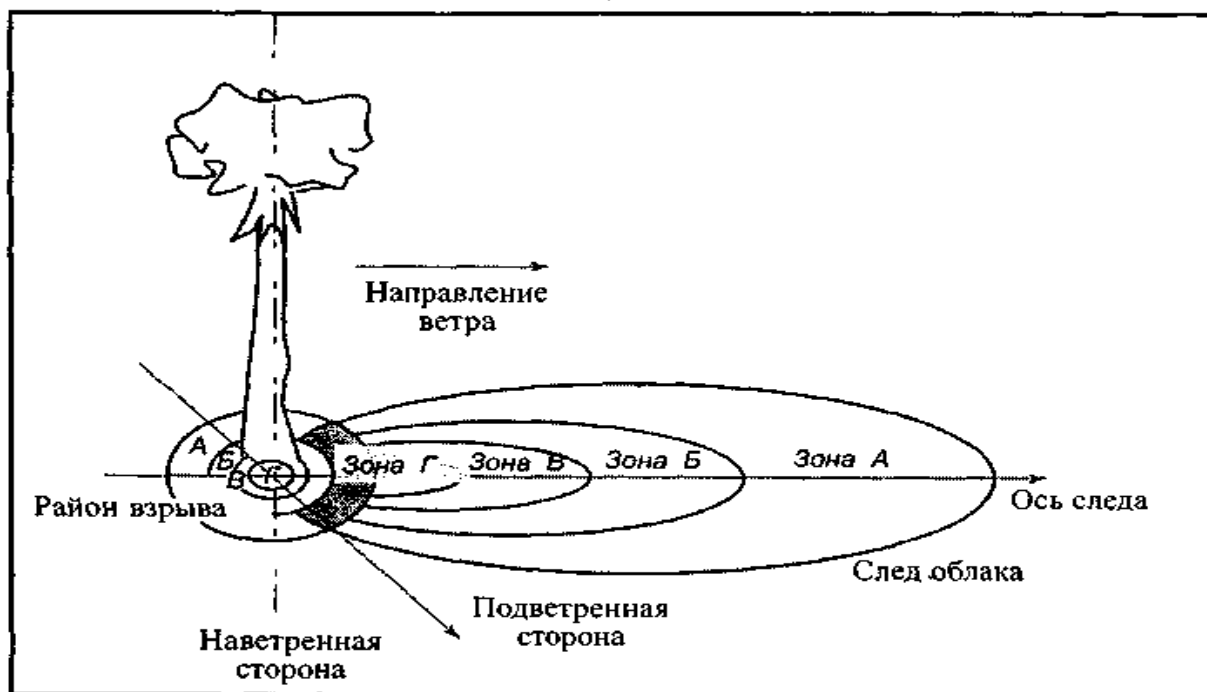 Направление
ветра
А
Б
В
Г
Зона Г
Зона В
Зона Б
Зона А
Район взрыва
Ось следа
След облака
Подветренная
сторона
Наветренная
сторона